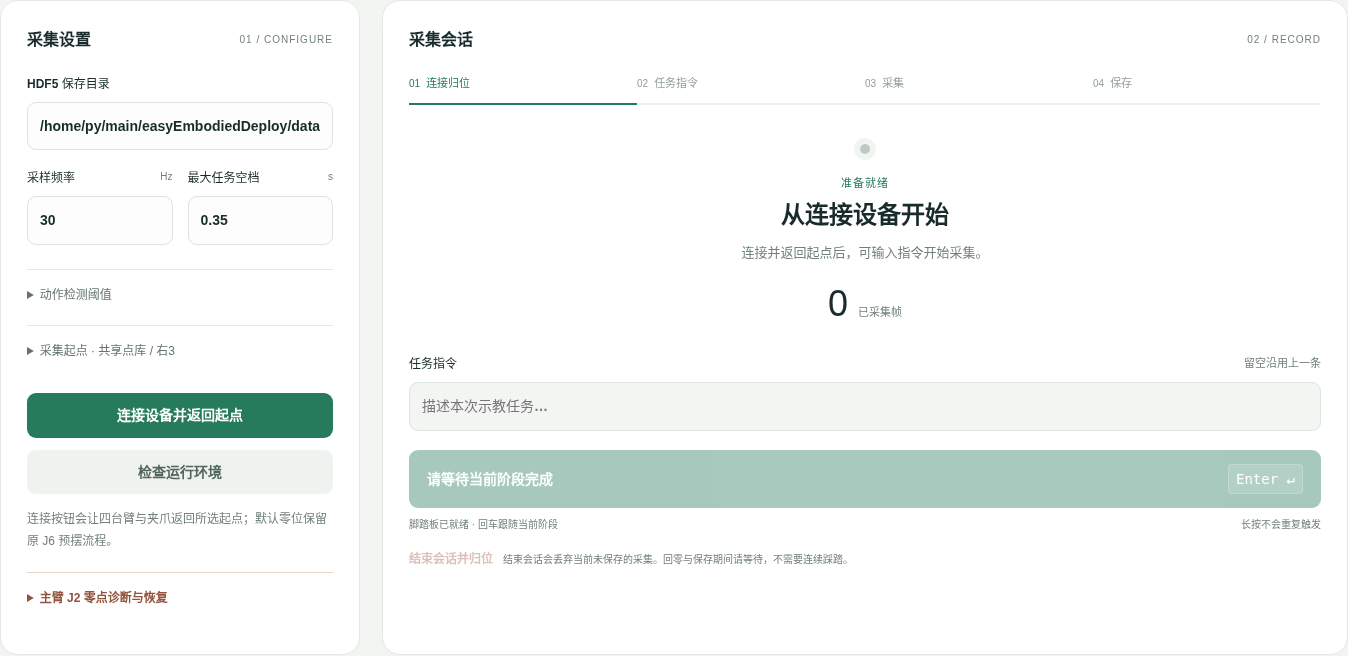 采集设置
01 / CONFIGURE
HDF5 保存目录
/home/py/main/easyEmbodiedDeploy/data
采样频率 Hz
最大任务空档 s
30
0.35
▶ 动作检测阈值
▶ 采集起点 · 共享点库 / 右3
连接设备并返回起点
检查运行环境
连接按钮会让四台臂与夹爪返回所选起点；默认零位保留
原 J6 预摆流程。
▶ 主臂 J2 零点诊断与恢复
采集会话
02 / RECORD
01 连接归位
02 任务指令
03 采集
04 保存
准备就绪
从连接设备开始
连接并返回起点后，可输入指令开始采集。
0 已采集帧
任务指令
留空沿用上一条
描述本次示教任务...
请等待当前阶段完成
Enter ↵
脚踏板已就绪 · 回车跟随当前阶段
长按不会重复触发
结束会话并归位
结束会话会丢弃当前未保存的采集。回零与保存期间请等待，不需要连续踩踏。